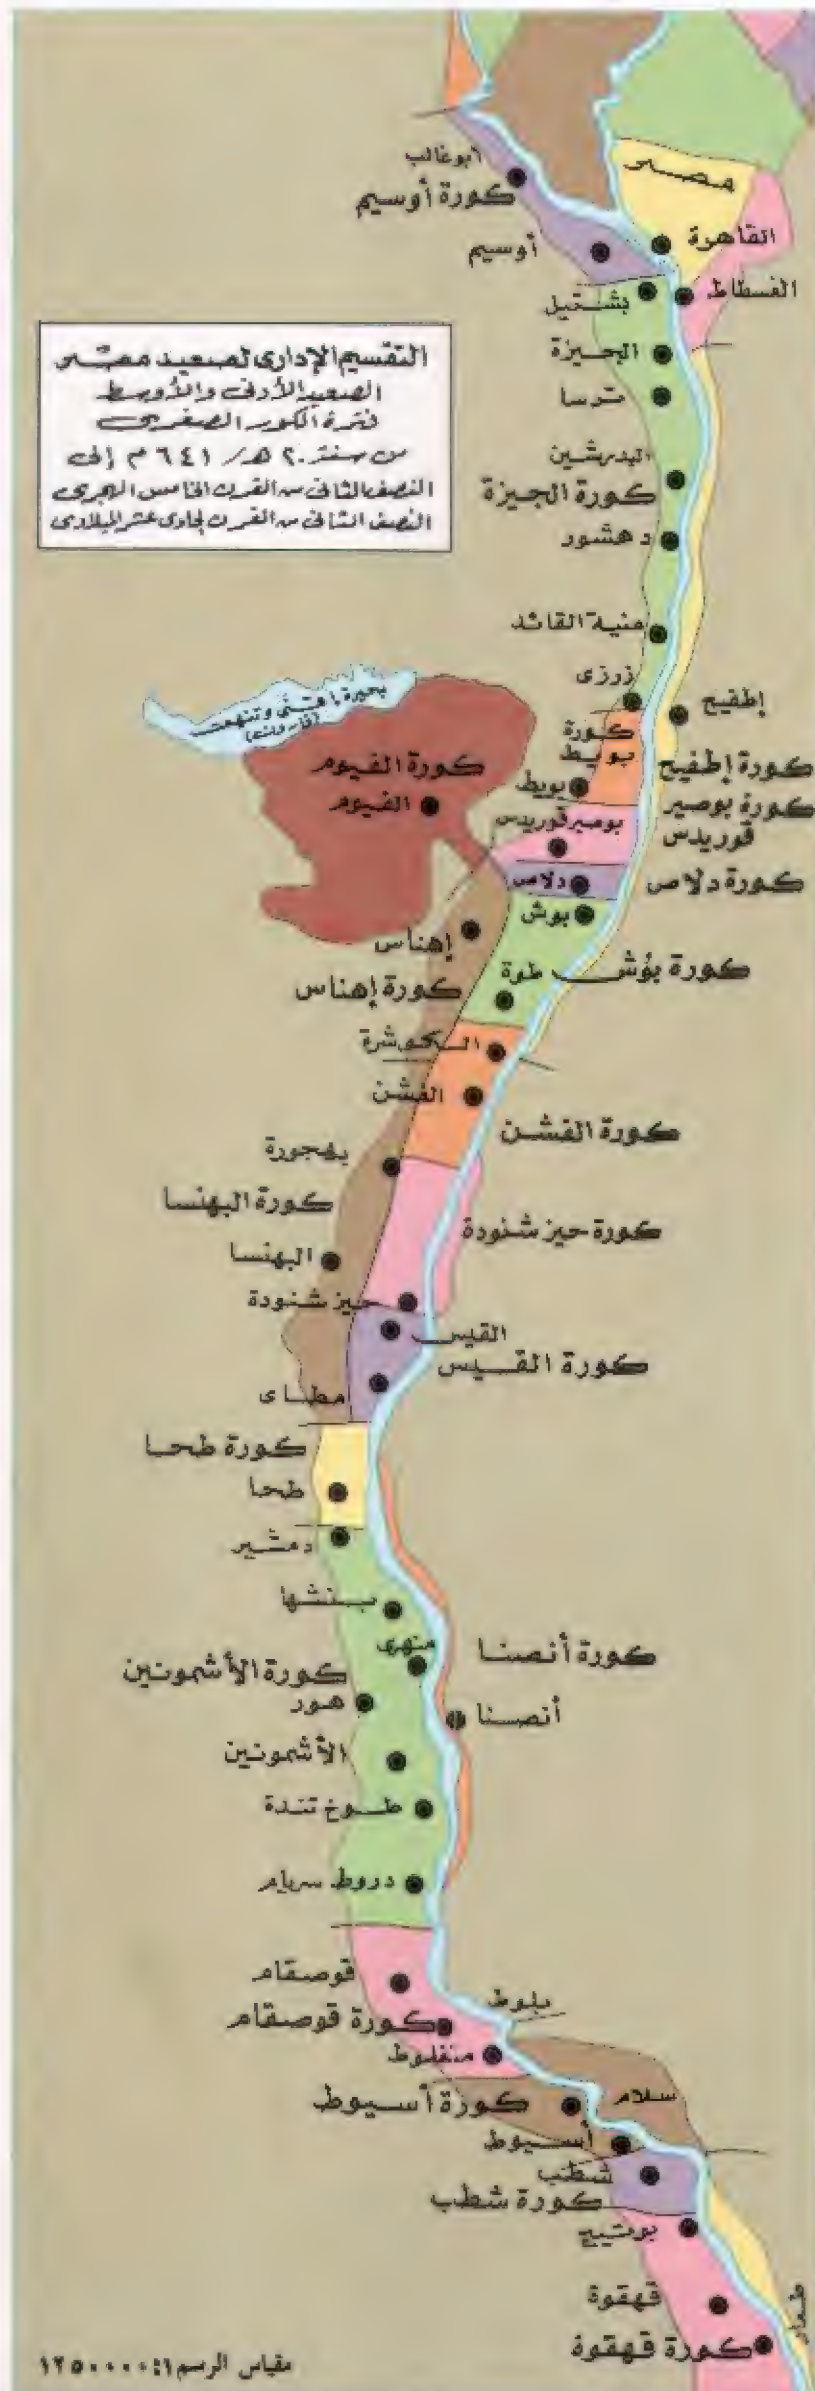 أبوغالب
كورة أوسيم
أوسيم
مصر
القاهرة
الفسطاط
بشتيل
الجيزة
ترسا
البدرشين
كورة الجيزة
دهشور
منية القائد
زرزى
التقسيم الإدارى لصعيد مصر
الصعيد الأدنى والأوسط
فترة الكور الصغرى
من سنة ٢٠ هـ / ٦٤١ م إلى
النصف الثانى من القرن الخامس الهجرى
النصف الثانى من القرن الحادى عشر الميلادى
إطفيح
كورة إطفيح
كورة
بويط
بويط
كورة الفيوم
الفيوم
بوصير قوريدس
كورة بوصير
قوريدس
دلاص
كورة دلاص
بوش
إهناس
كورة إهناس
طوة
كورة بوُش
الفشن
كورة الفشن
بهجورة
كورة البهنسا
البهنسا
كورة حيز شنودة
حيز شنودة
القيس
كورة القيس
مطاى
كورة طحا
طحا
دمشير
بنشها
منهرى
كورة الأشمونين
هور
كورة أنصنا
أنصنا
الأشمونين
طوخ تندة
دروط سريام
قوصقام
كورة قوصقام
منفلوط
كورة أسيوط
سلام
أسيوط
شطب
كورة شطب
بوتيج
قهقوة
كورة قهقوة
مقياس الرسم ١:١٢٥٠٠٠٠